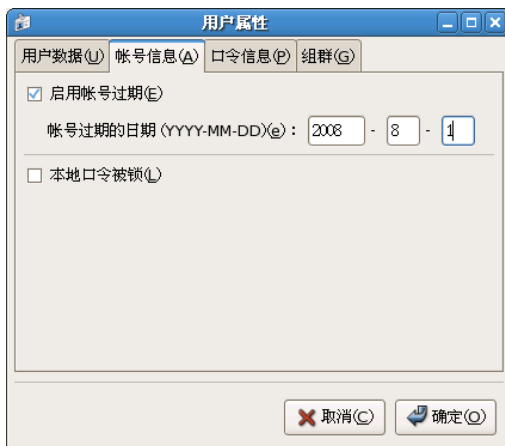 用户属性
用户数据(U) 帐号信息(A) 口令信息(P) 组群(G)
启用帐号过期(E)
帐号过期的日期 (YYYY-MM-DD)(e)： 2008 - 8 - 1
本地口令被锁(L)
取消(C) 确定(O)